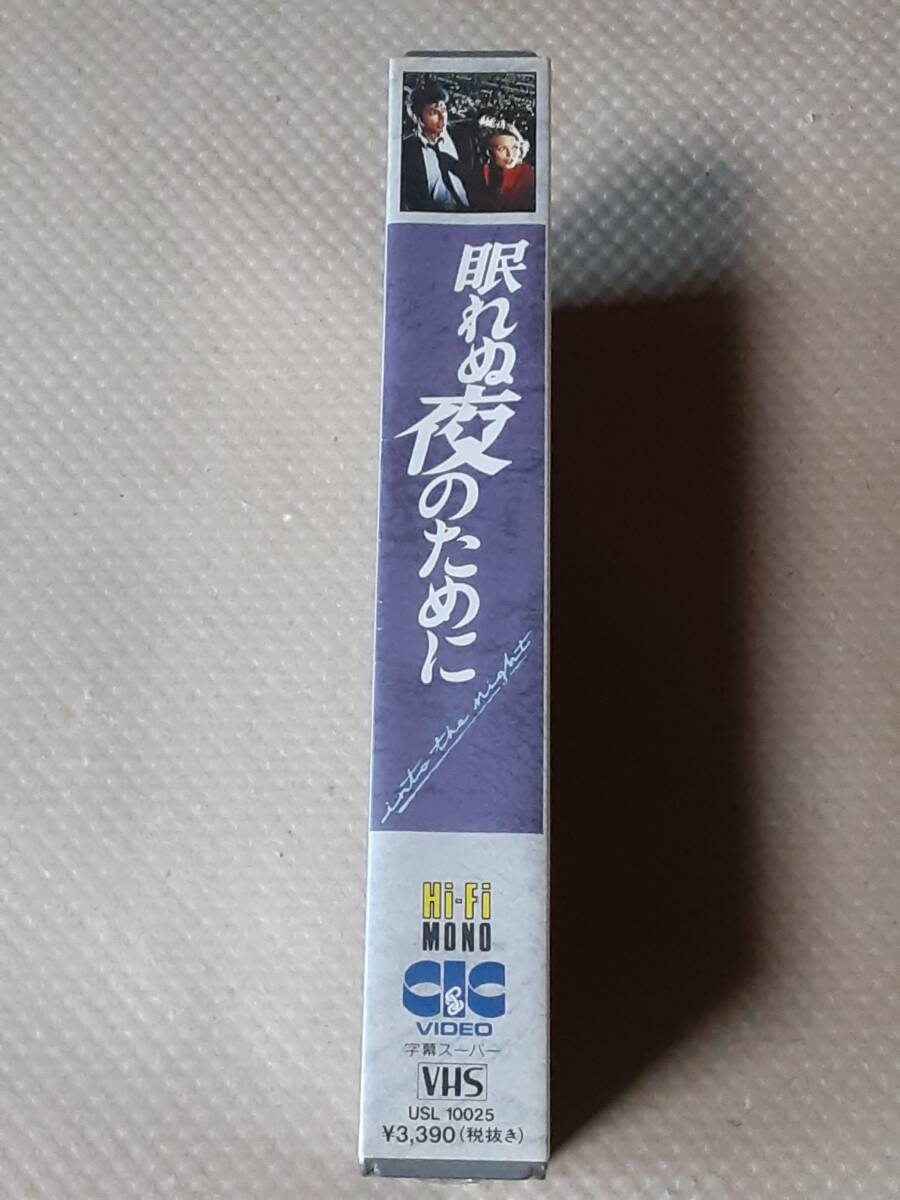 眠れぬ夜のために
into the night
Hi-Fi
MONO
CIC
VIDEO
字幕スーパー
VHS
USL 10025
¥3,390(税抜き)